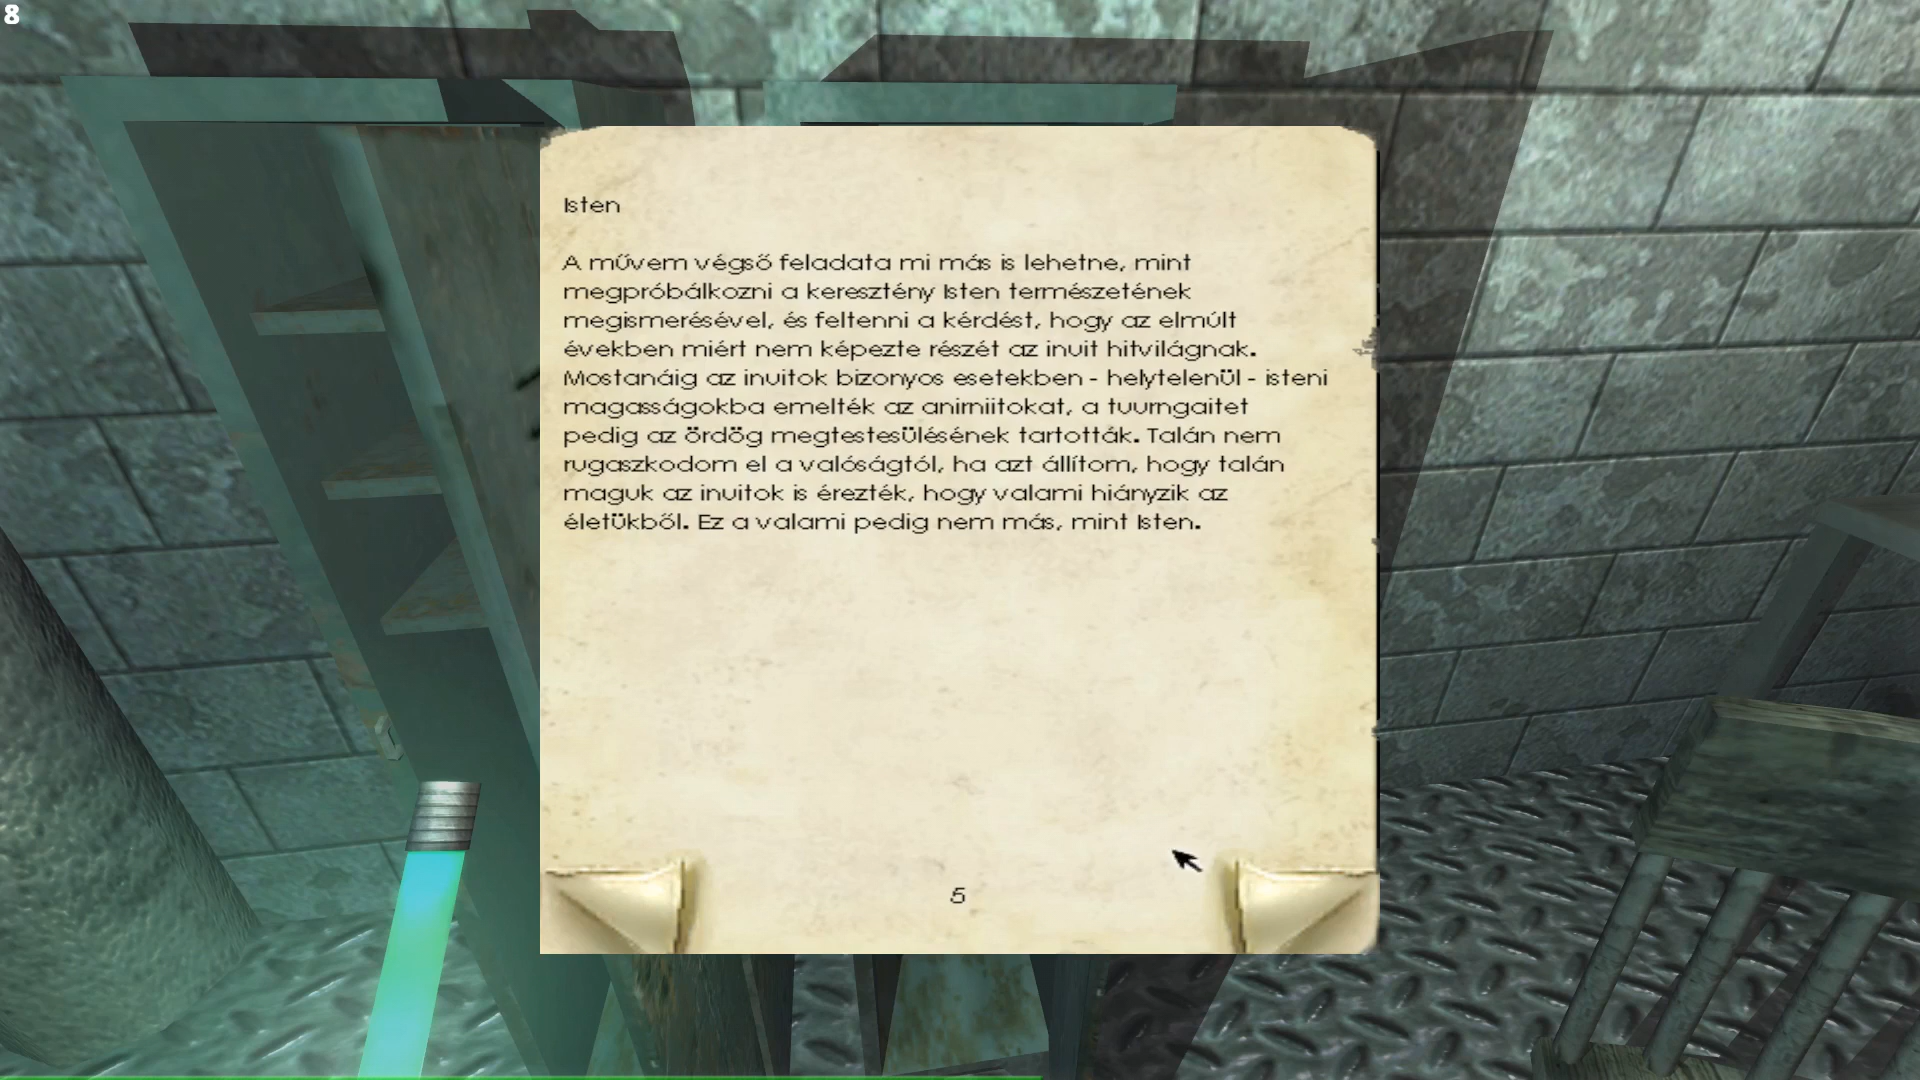 8
Isten
A művem végső feladata mi más is lehetne, mint
megpróbálkozni a keresztény Isten természetének
megismerésével, és feltenni a kérdést, hogy az elmúlt
években miért nem képezte részét az inuit hitvilágnak.
Mostanáig az inuitok bizonyos esetekben - helytelenül - isteni
magasságokba emelték az anirniitokat, a tuurngaitet
pedig az ördög megtestesülésének tartották. Talán nem
rugaszkodom el a valóságtól, ha azt állítom, hogy talán
maguk az inuitok is érezték, hogy valami hiányzik az
életükből. Ez a valami pedig nem más, mint Isten.
5